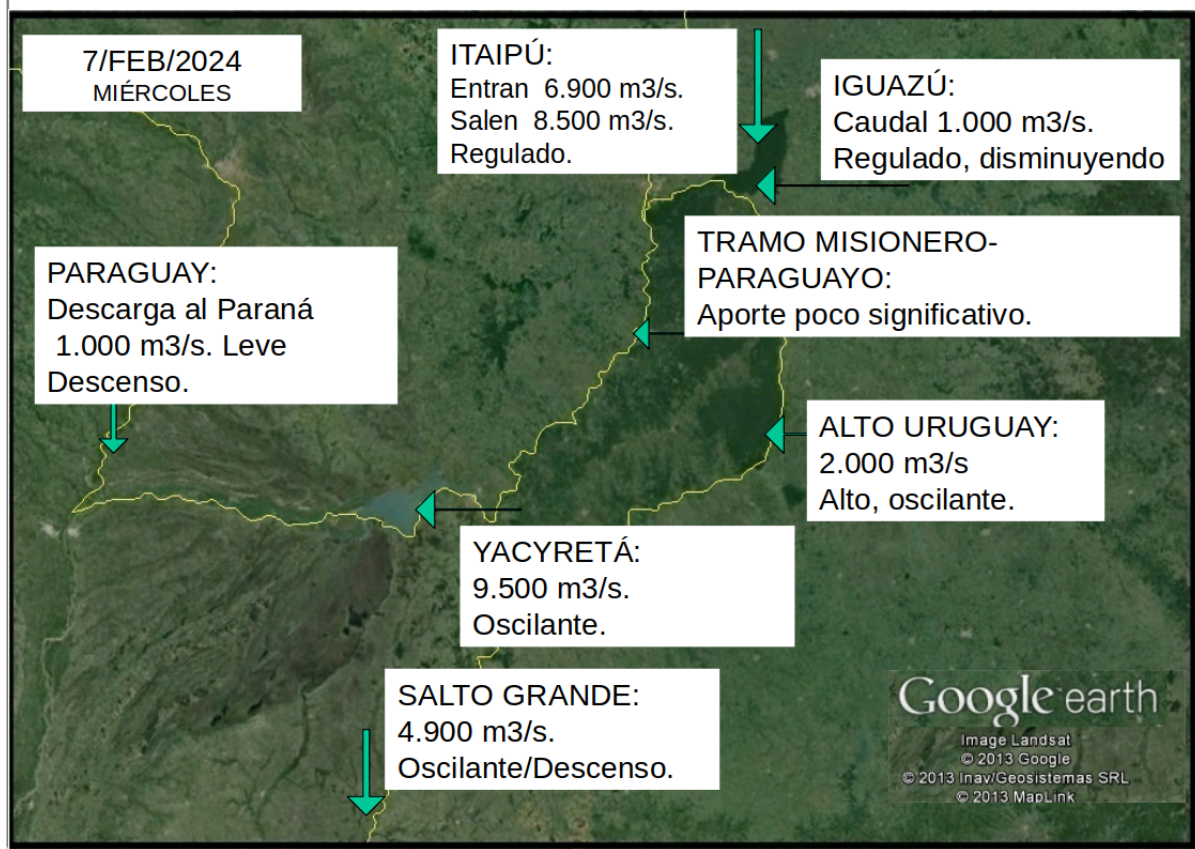 7/FEB/2024
MIÉRCOLES
ITAIPÚ:
Entran 6.900 m3/s.
Salen 8.500 m3/s.
Regulado.
IGUAZÚ:
Caudal 1.000 m3/s.
Regulado, disminuyendo
TRAMO MISIONERO-
PARAGUAYO:
Aporte poco significativo.
PARAGUAY:
Descarga al Paraná
1.000 m3/s. Leve
Descenso.
ALTO URUGUAY:
2.000 m3/s
Alto, oscilante.
YACYRETÁ:
9.500 m3/s.
Oscilante.
SALTO GRANDE:
4.900 m3/s.
Oscilante/Descenso.
Google earth
Image Landsat
© 2013 Google
© 2013 Inav/Geosistemas SRL
© 2013 MapLink